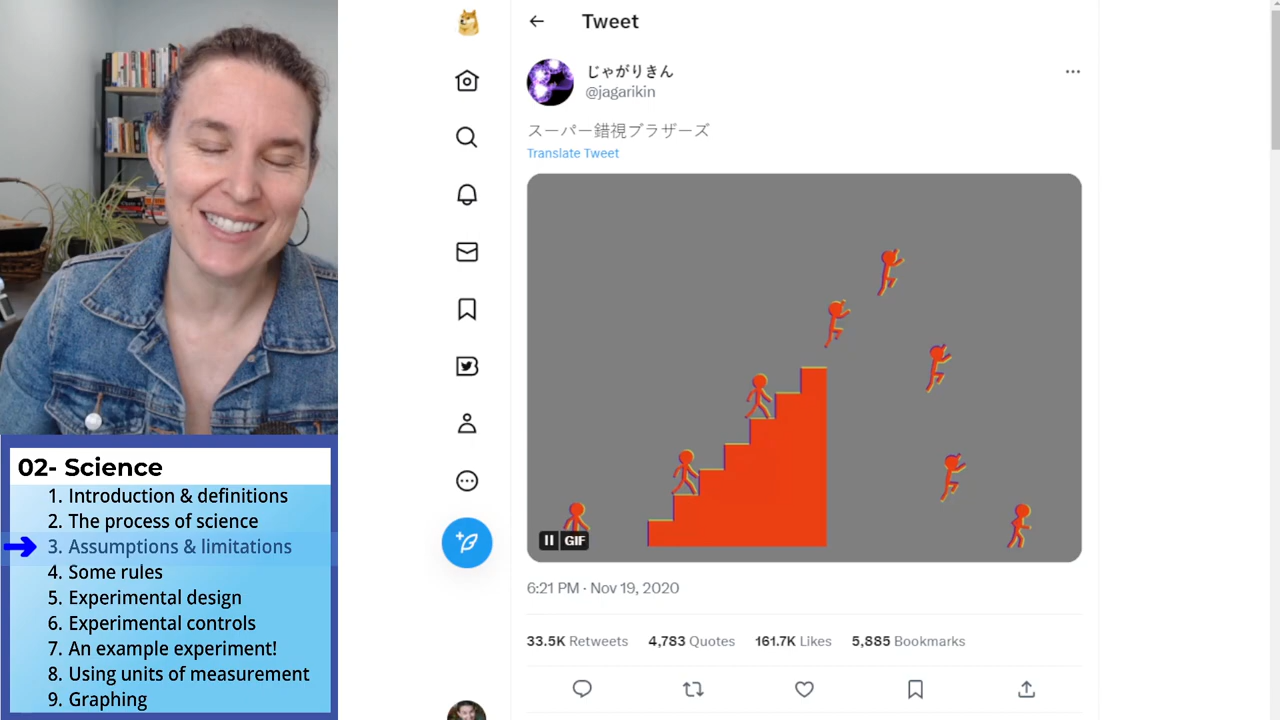 02- Science
1. Introduction & definitions
2. The process of science
3. Assumptions & limitations
4. Some rules
5. Experimental design
6. Experimental controls
7. An example experiment!
8. Using units of measurement
9. Graphing
Tweet
じゃがりきん
@jagarikin
スーパー錯視ブラザーズ
Translate Tweet
GIF
6:21 PM · Nov 19, 2020
33.5K Retweets 4,783 Quotes 161.7K Likes 5,885 Bookmarks